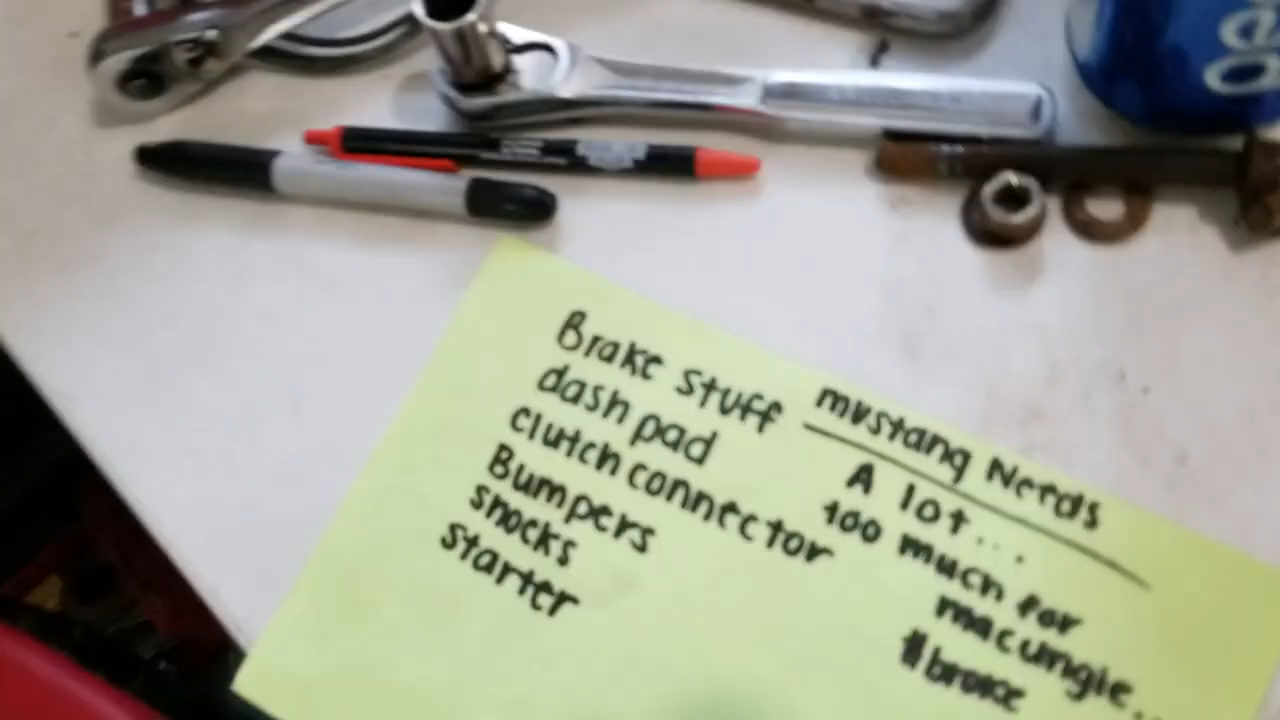 mustang Needs
A lot...
too much for
macungie..
#broke
Brake stuff
dash pad
clutch connector
Bumpers
shocks
starter